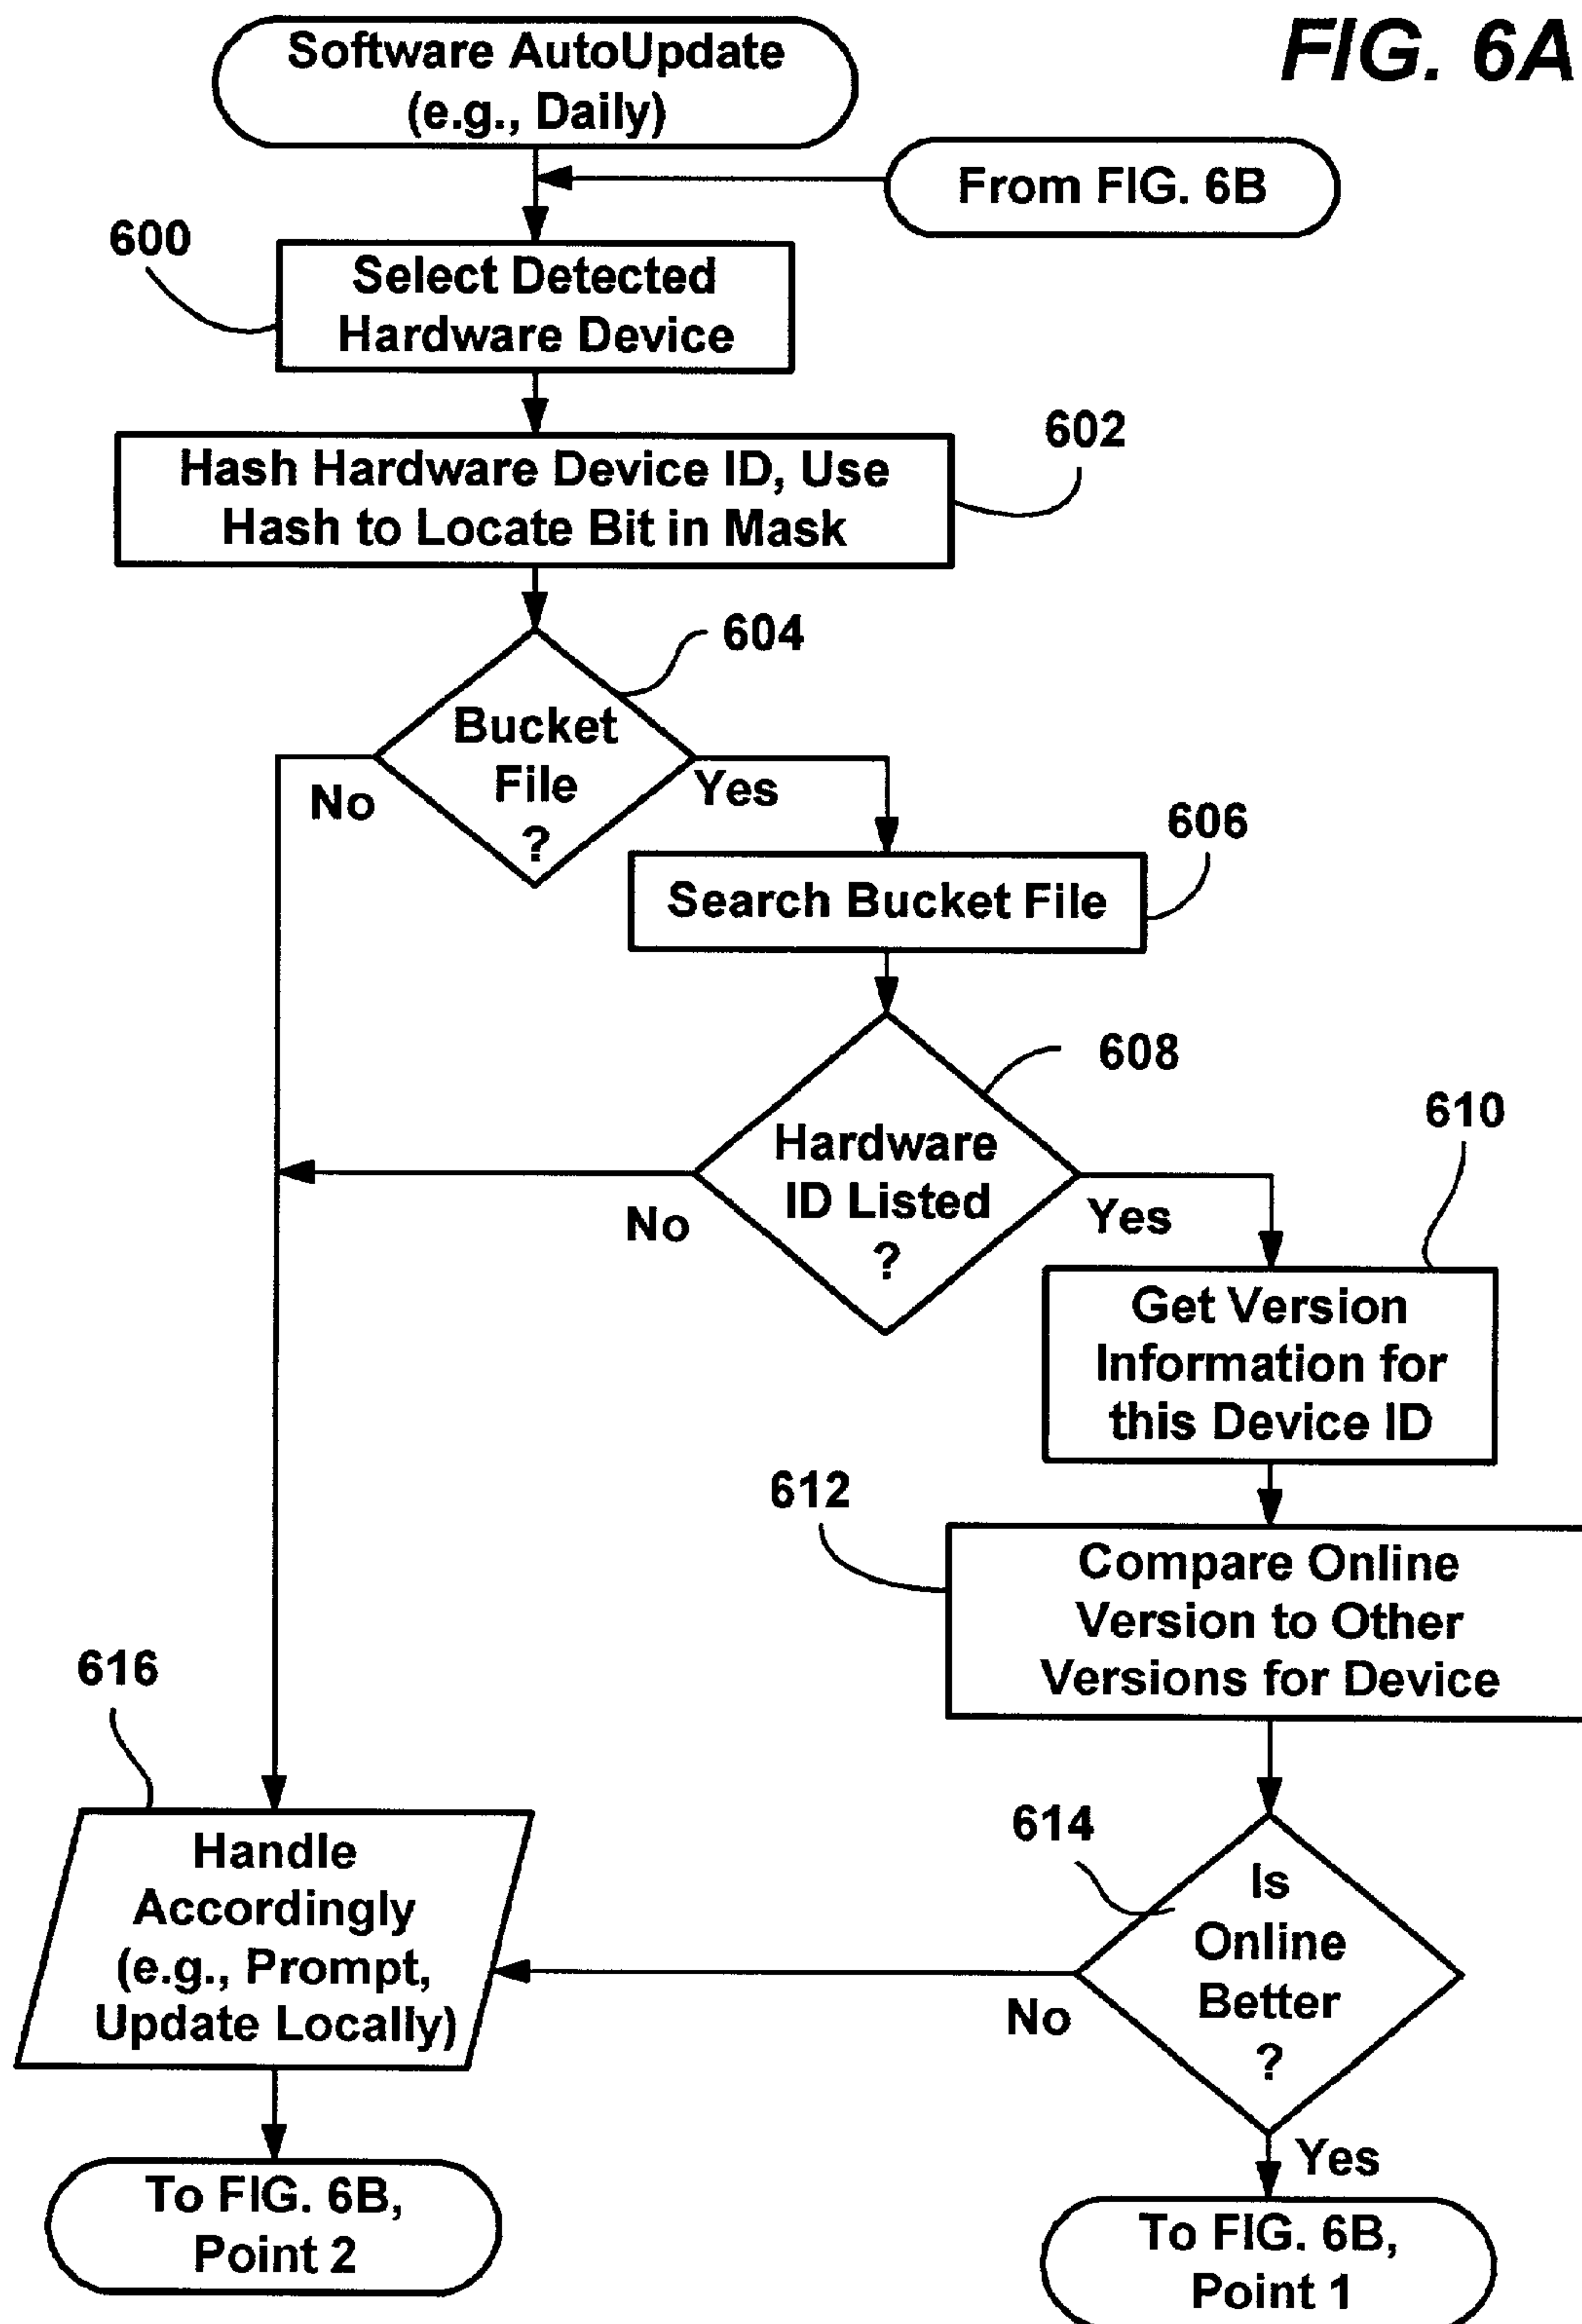 FIG. 6A
Software AutoUpdate
(e.g., Daily)
From FIG. 6B
600
Select Detected
Hardware Device
602
Hash Hardware Device ID, Use
Hash to Locate Bit in Mask
604
Bucket
File
?
No
Yes
606
Search Bucket File
608
Hardware
ID Listed
?
No
Yes
610
Get Version
Information for
this Device ID
612
Compare Online
Version to Other
Versions for Device
616
Handle
Accordingly
(e.g., Prompt,
Update Locally)
614
Is
Online
Better
?
No
Yes
To FIG. 6B,
Point 2
To FIG. 6B,
Point 1